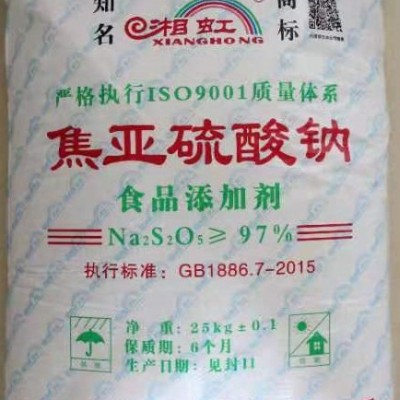 知名
湘虹
商标
XIANGHONG
严格执行ISO9001质量体系
焦亚硫酸钠
食品添加剂
Na₂S₂O₅≥97%
执行标准：GB1886.7-2015
净 重：25kg±0.1
保质期：6个月
生产日期：见封口